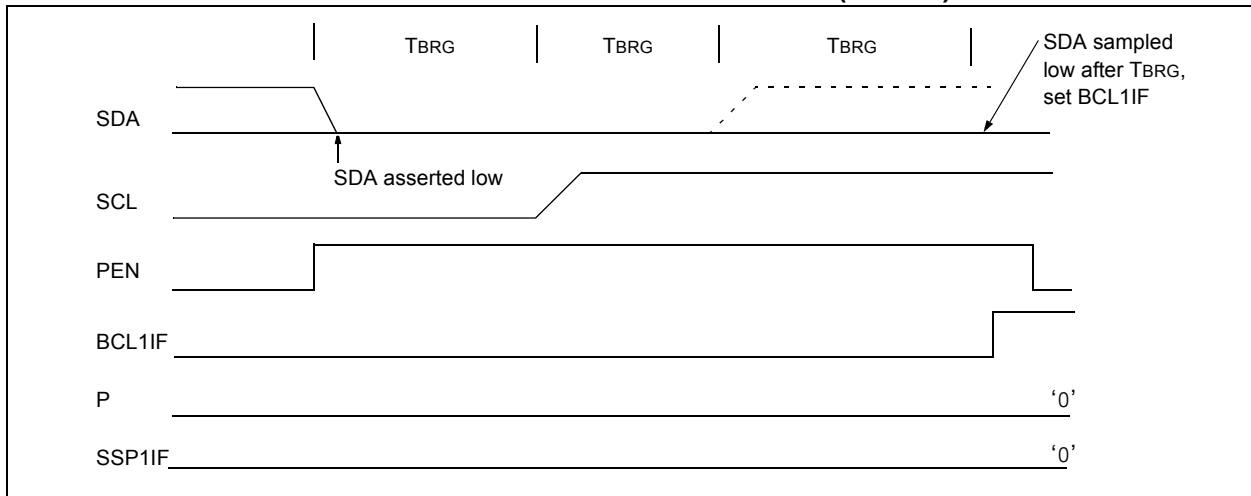 TBRG TBRG TBRG
SDA sampled
low after TBRG,
set BCL1IF
SDA
SDA asserted low
SCL
PEN
BCL1IF
P
‘0’
SSP1IF
‘0’